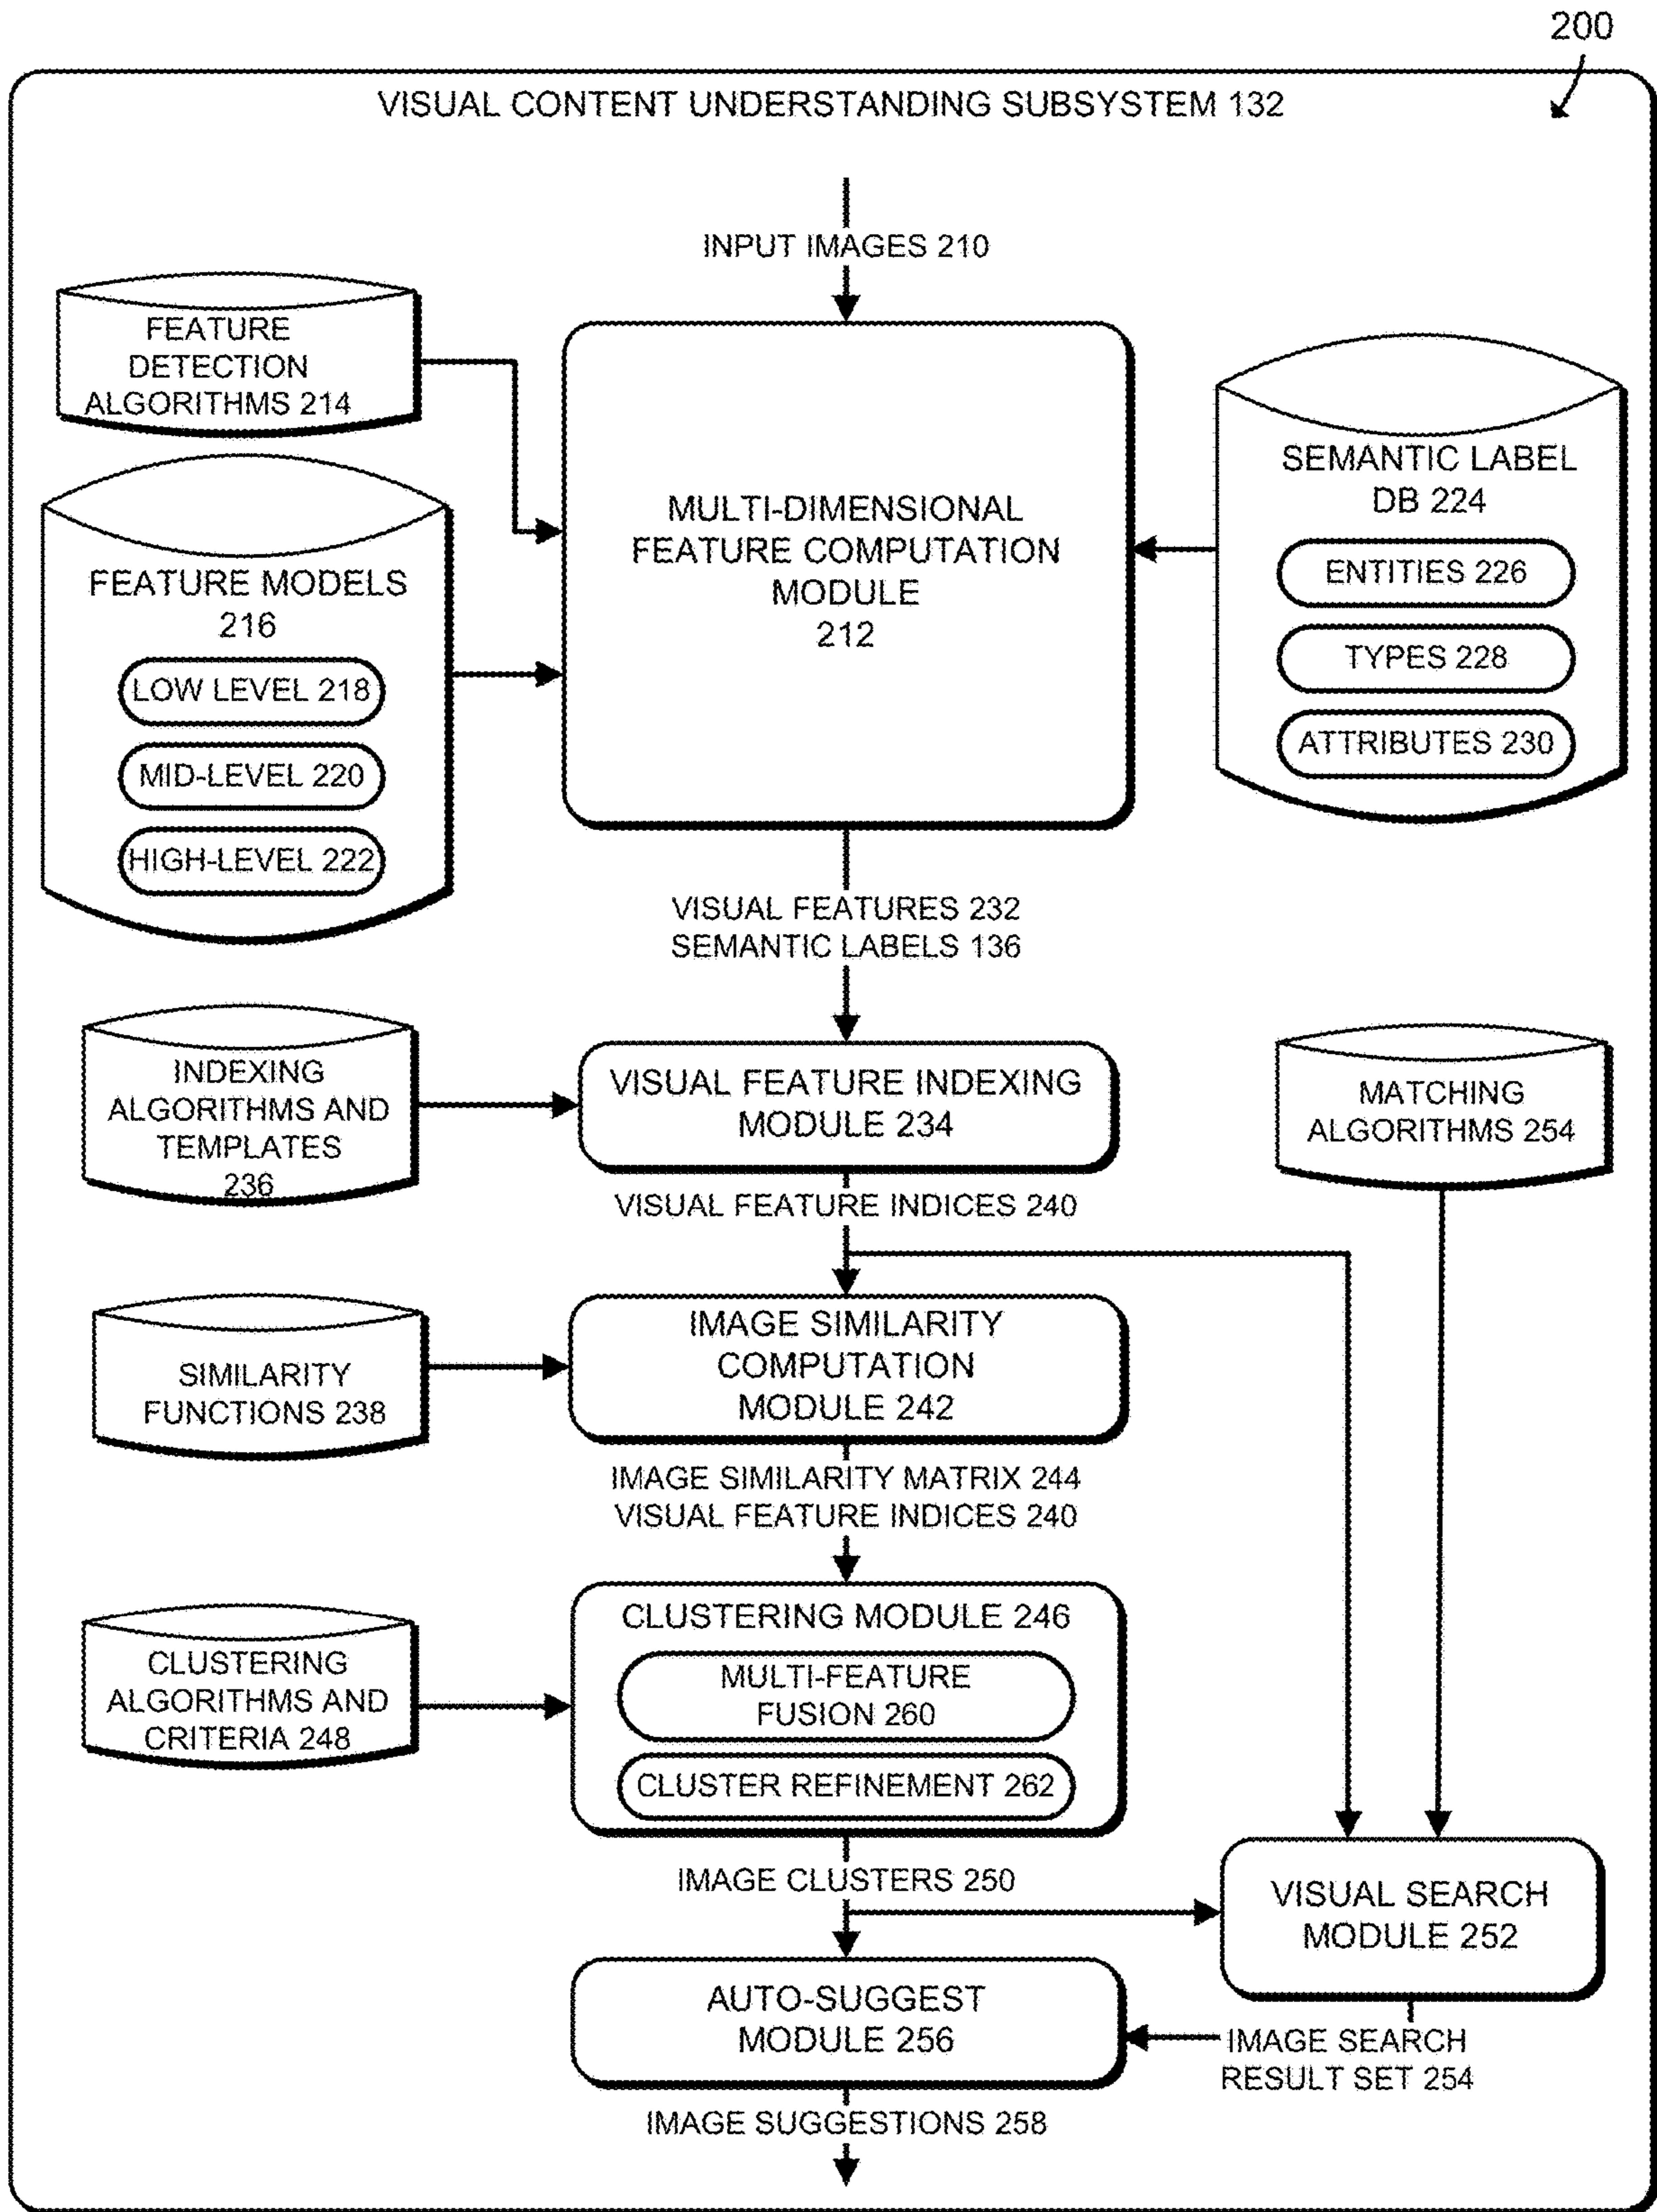 200
VISUAL CONTENT UNDERSTANDING SUBSYSTEM 132
INPUT IMAGES 210
FEATURE
DETECTION
ALGORITHMS 214
FEATURE MODELS
216
LOW LEVEL 218
MID-LEVEL 220
HIGH-LEVEL 222
MULTI-DIMENSIONAL
FEATURE COMPUTATION
MODULE
212
SEMANTIC LABEL
DB 224
ENTITIES 226
TYPES 228
ATTRIBUTES 230
VISUAL FEATURES 232
SEMANTIC LABELS 136
INDEXING
ALGORITHMS AND
TEMPLATES
236
VISUAL FEATURE INDEXING
MODULE 234
MATCHING
ALGORITHMS 254
VISUAL FEATURE INDICES 240
SIMILARITY
FUNCTIONS 238
IMAGE SIMILARITY
COMPUTATION
MODULE 242
IMAGE SIMILARITY MATRIX 244
VISUAL FEATURE INDICES 240
CLUSTERING
ALGORITHMS AND
CRITERIA 248
CLUSTERING MODULE 246
MULTI-FEATURE
FUSION 260
CLUSTER REFINEMENT 262
IMAGE CLUSTERS 250
VISUAL SEARCH
MODULE 252
AUTO-SUGGEST
MODULE 256
IMAGE SEARCH
RESULT SET 254
IMAGE SUGGESTIONS 258